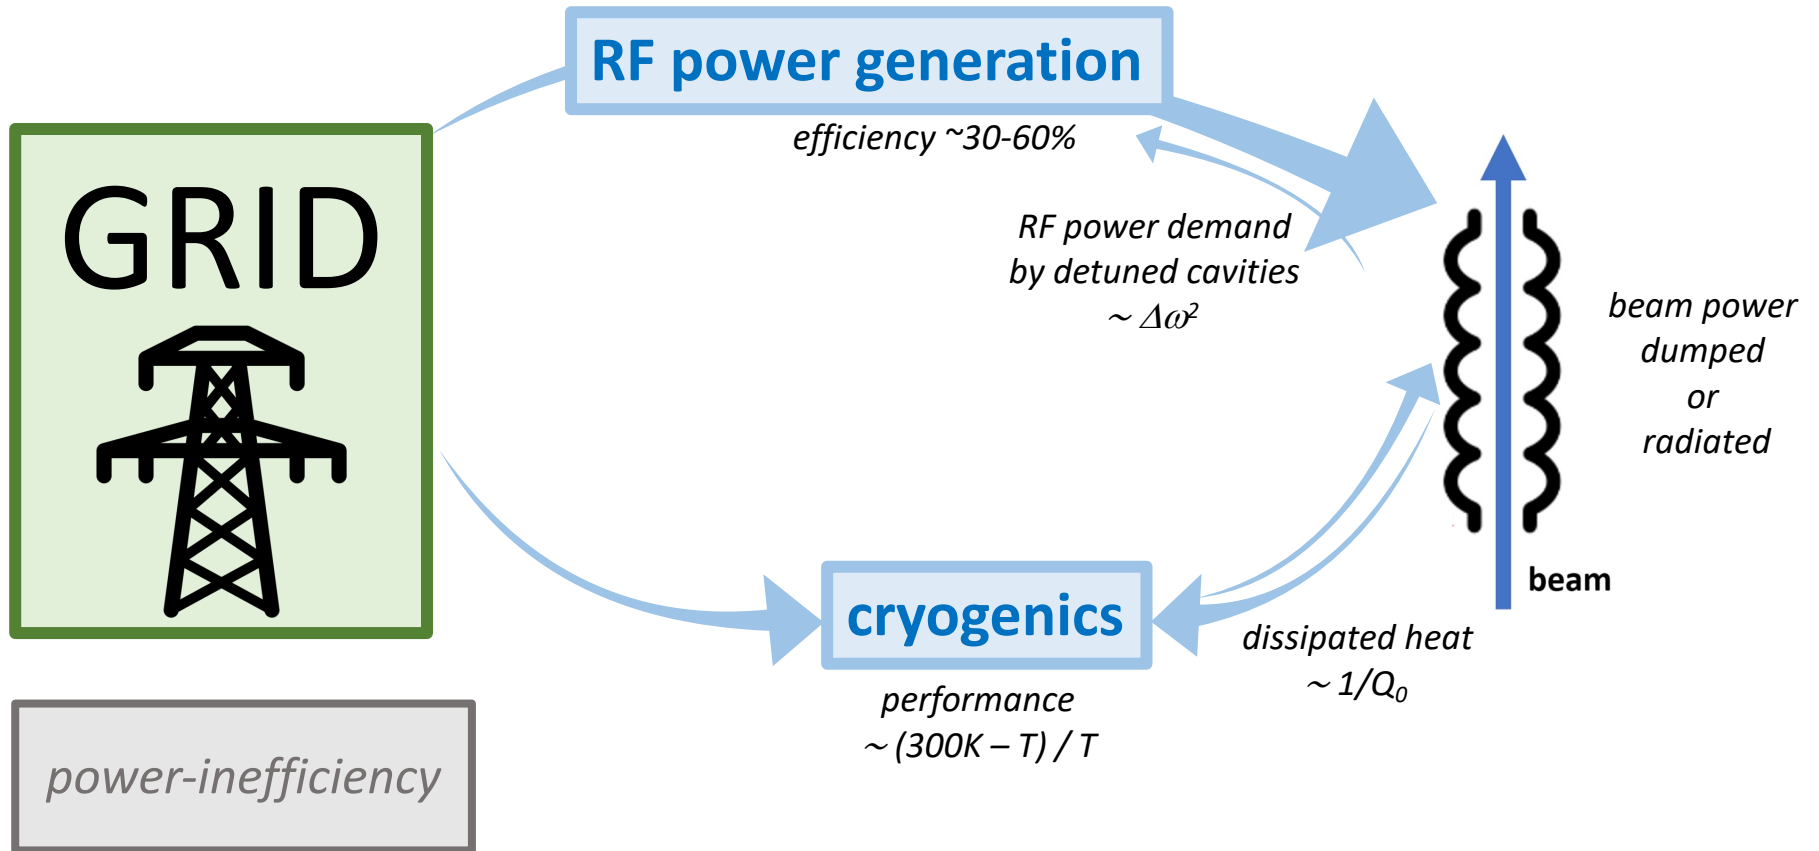 RF power generation
efficiency ~30-60%
GRID
RF power demand
by detuned cavities
~ Δω²
beam power
dumped
or
radiated
beam
cryogenics
dissipated heat
~ 1/Q₀
performance
~ (300K – T) / T
power-inefficiency